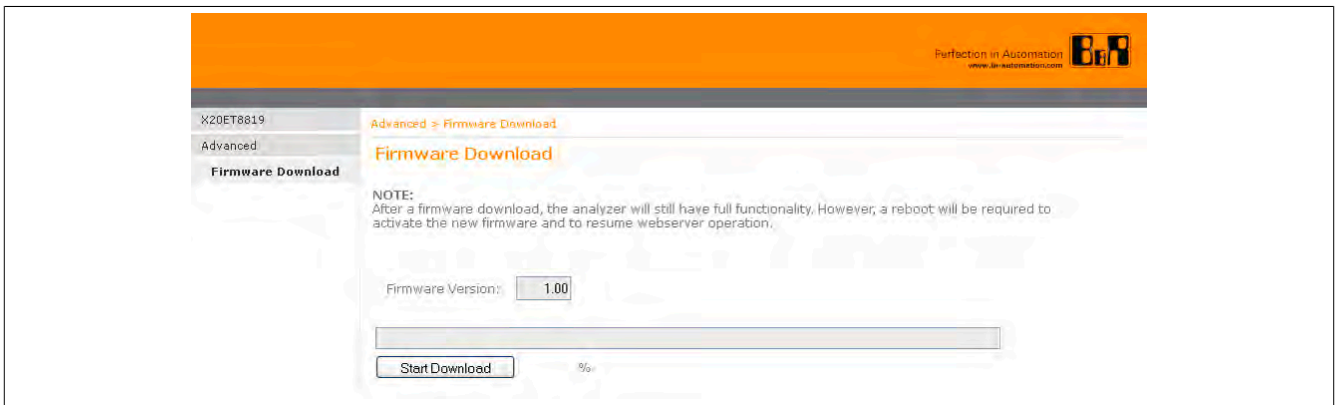 Perfection in Automation
www.br-automation.com
B&R
X20ET8819
Advanced
Firmware Download
Advanced > Firmware Download
Firmware Download
NOTE:
After a firmware download, the analyzer will still have full functionality. However, a reboot will be required to
activate the new firmware and to resume webserver operation.
Firmware Version: 1.00
Start Download %